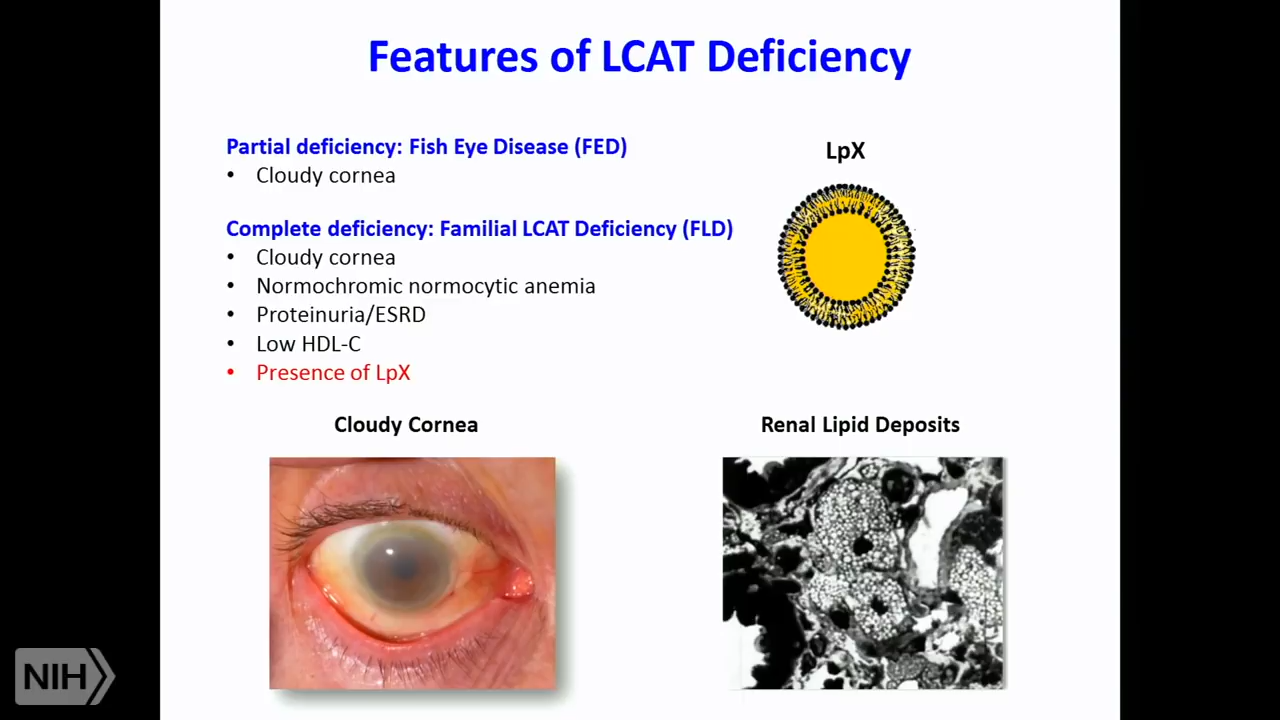 Features of LCAT Deficiency
Partial deficiency: Fish Eye Disease (FED)
• Cloudy cornea
Complete deficiency: Familial LCAT Deficiency (FLD)
• Cloudy cornea
• Normochromic normocytic anemia
• Proteinuria/ESRD
• Low HDL-C
• Presence of LpX
LpX
Cloudy Cornea
Renal Lipid Deposits
NIH